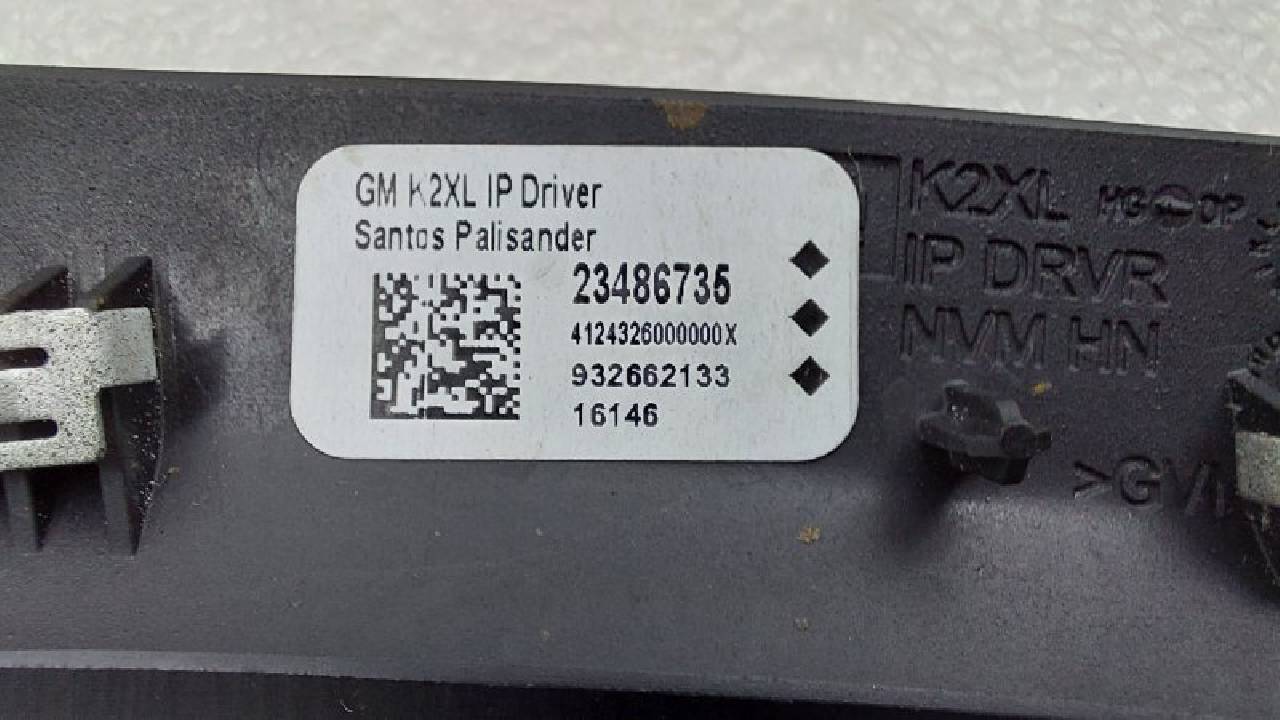 GM K2XL IP Driver
Santos Palisander
23486735
4124326000000X
932662133
16146
K2XL
IP DRVR
NVM HN